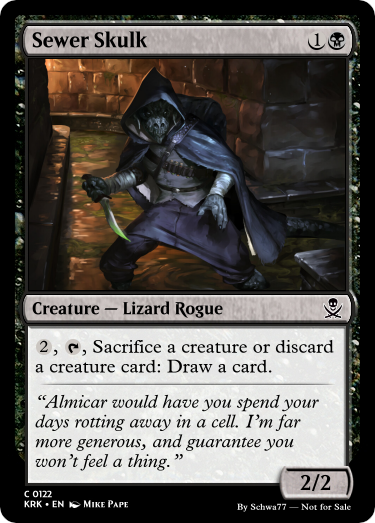 Sewer Skulk 1
Creature — Lizard Rogue
2, , Sacrifice a creature or discard
a creature card: Draw a card.
“Almicar would have you spend your
days rotting away in a cell. I’m far
more generous, and guarantee you
won’t feel a thing.”
2/2
C 0122
KRK • EN Mike Pape
By Schwa77 — Not for Sale